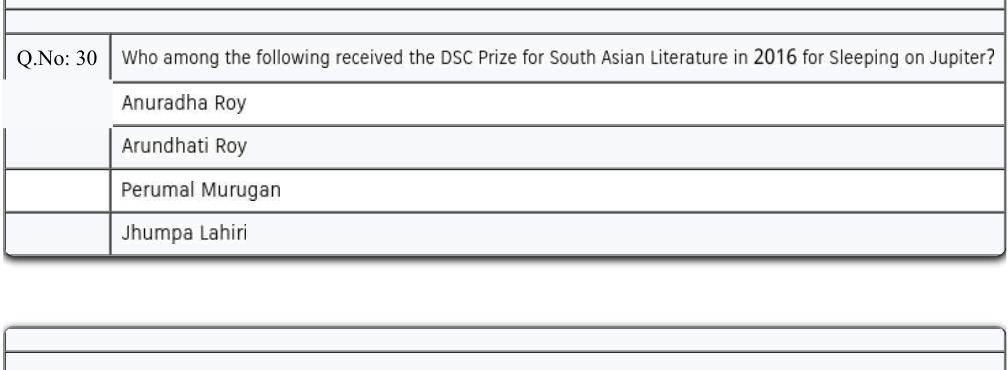 Q.No: 30 Who among the following received the DSC Prize for South Asian Literature in 2016 for Sleeping on Jupiter?
Anuradha Roy
Arundhati Roy
Perumal Murugan
Jhumpa Lahiri